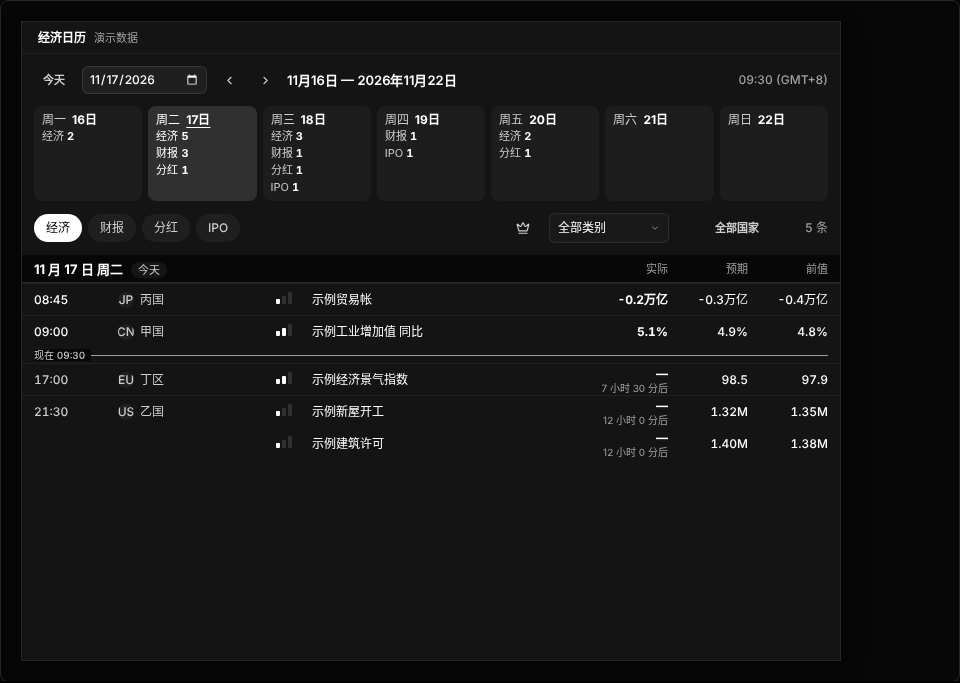 经济日历 演示数据
今天 11/17/2026 11月16日 — 2026年11月22日 09:30 (GMT+8)
周一 16日
经济 2
周二 17日
经济 5
财报 3
分红 1
周三 18日
经济 3
财报 1
分红 1
IPO 1
周四 19日
财报 1
IPO 1
周五 20日
经济 2
分红 1
周六 21日
周日 22日
经济 财报 分红 IPO 全部类别 全部国家 5 条
11 月 17 日 周二 今天 实际 预期 前值
08:45 JP 丙国 示例贸易帐 -0.2万亿 -0.3万亿 -0.4万亿
09:00 CN 甲国 示例工业增加值 同比 5.1% 4.9% 4.8%
现在 09:30
17:00 EU 丁区 示例经济景气指数 — 98.5 97.9
7 小时 30 分后
21:30 US 乙国 示例新屋开工 — 1.32M 1.35M
12 小时 0 分后
示例建筑许可 — 1.40M 1.38M
12 小时 0 分后